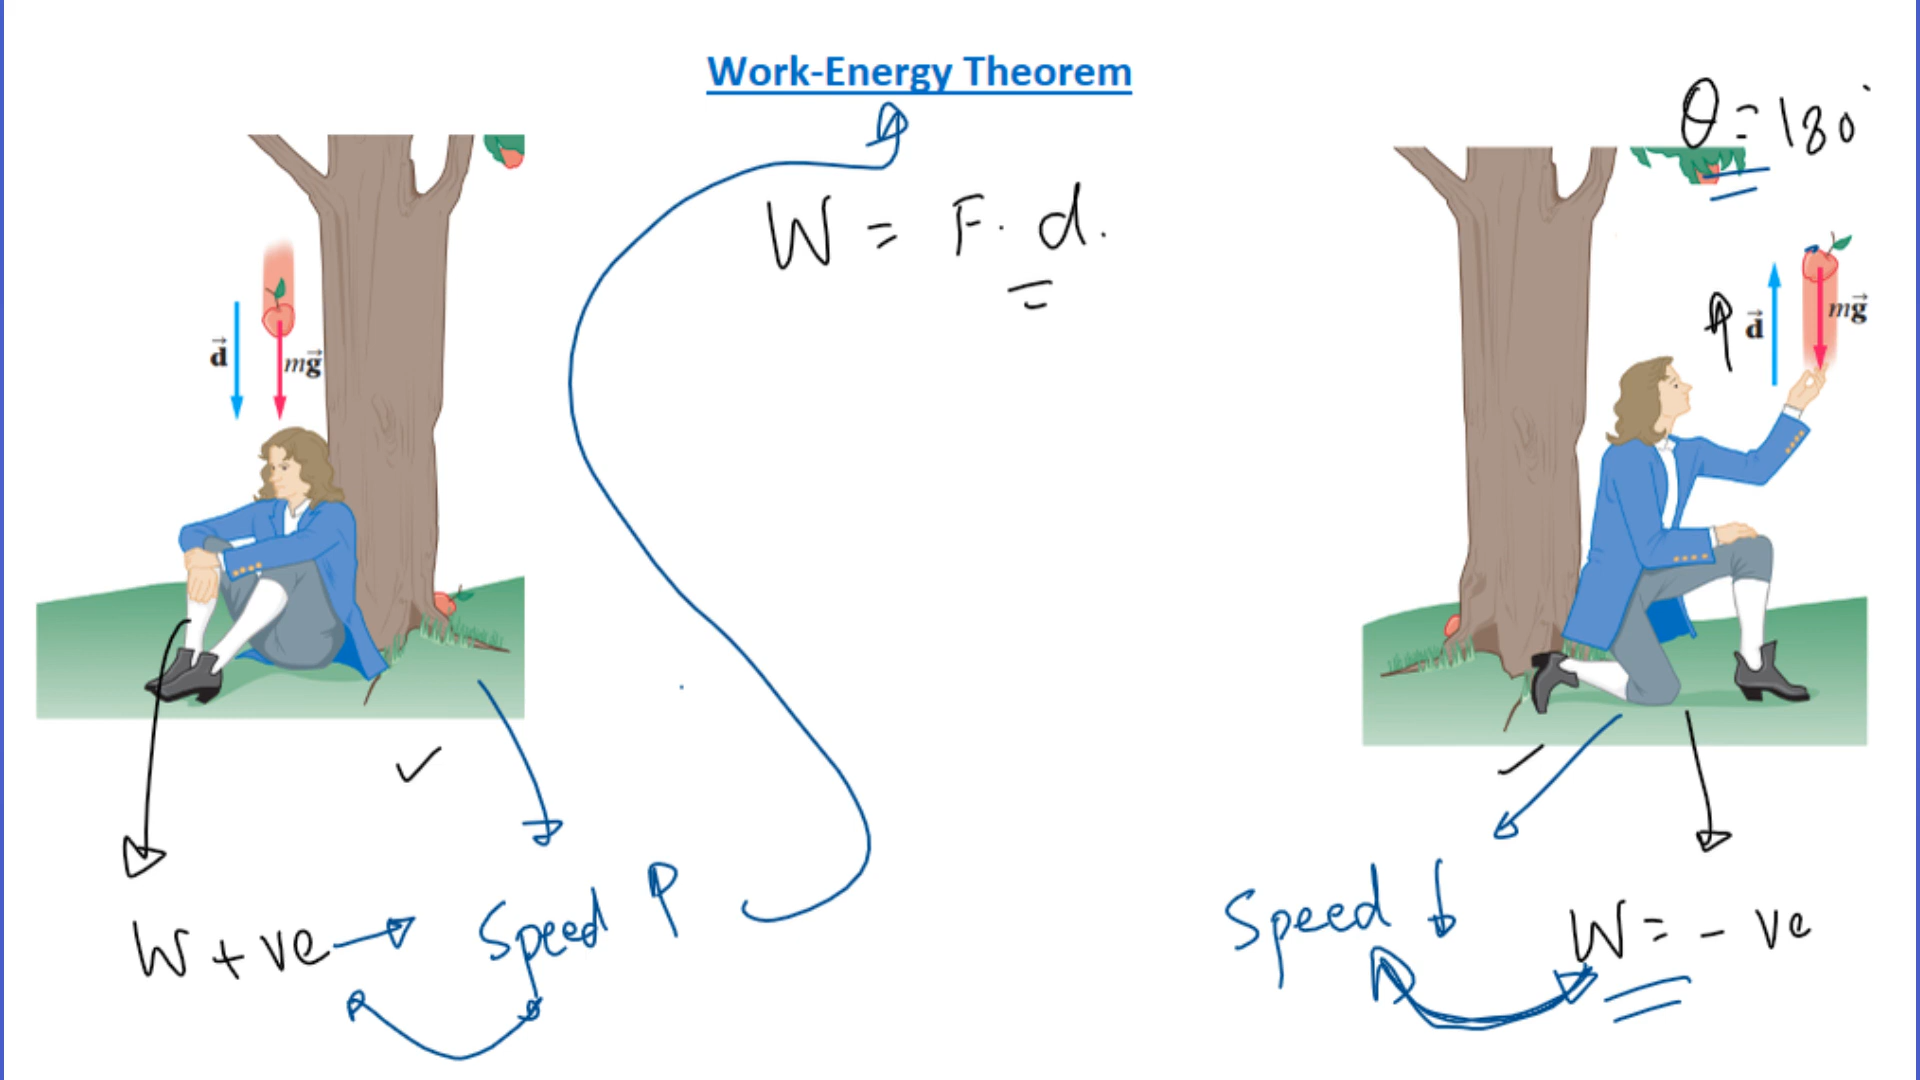 Work-Energy Theorem
θ = 180°
W = F. d.
d⃗
mg⃗
d⃗
mg⃗
W + ve → Speed ↑
Speed ↓
W = - ve